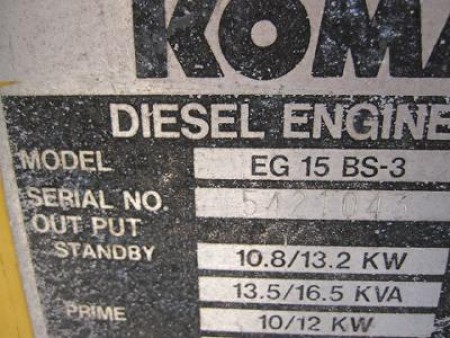 KOMA
DIESEL ENGINE
MODEL EG 15 BS-3
SERIAL NO.
OUT PUT
STANDBY 10.8/13.2 KW
13.5/16.5 KVA
PRIME 10/12 KW